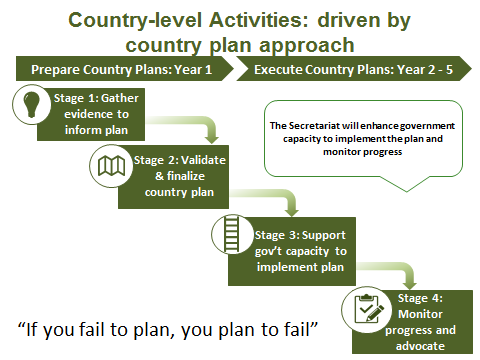 Country-level Activities: driven by
country plan approach
Prepare Country Plans: Year 1
Execute Country Plans: Year 2 - 5
Stage 1: Gather
evidence to
inform plan
The Secretariat will enhance government
capacity to implement the plan and
monitor progress
Stage 2: Validate
& finalize
country plan
Stage 3: Support
gov't capacity to
implement plan
Stage 4:
Monitor
progress and
advocate
“If you fail to plan, you plan to fail”